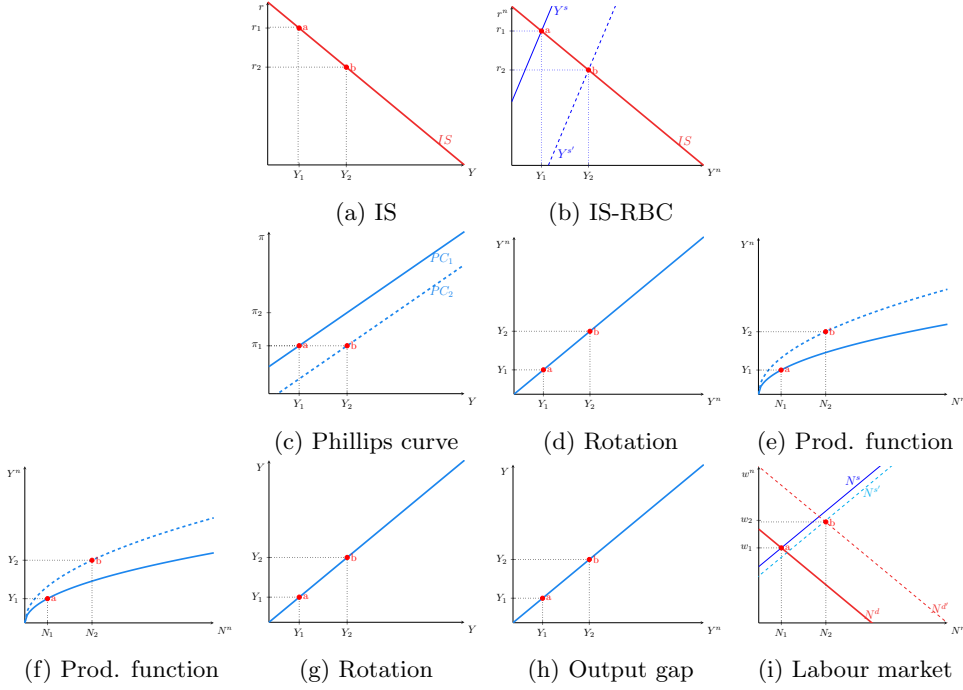 r
r₁
a
r₂
b
IS
Y₁
Y₂
Y
(a) IS
rⁿ
Yˢ
r₁
a
r₂
b
Yˢ′
IS
Y₁
Y₂
Yⁿ
(b) IS-RBC
π
PC₁
PC₂
π₂
π₁
a
b
Y₁
Y₂
Y
(c) Phillips curve
Yⁿ
Y₂
b
Y₁
a
Y₁
Y₂
Yⁿ
(d) Rotation
Yⁿ
Y₂
b
Y₁
a
N₁
N₂
(e) Prod. function
Yⁿ
Y₂
b
Y₁
a
N₁
N₂
Nⁿ
(f) Prod. function
Y
Y₂
b
Y₁
a
Y₁
Y₂
Y
(g) Rotation
Y
Y₂
b
Y₁
a
Y₁
Y₂
Yⁿ
(h) Output gap
wⁿ
Nˢ
Nˢ′
w₂
b
w₁
a
Nᵈ
Nᵈ′
N₁
N₂
(i) Labour market